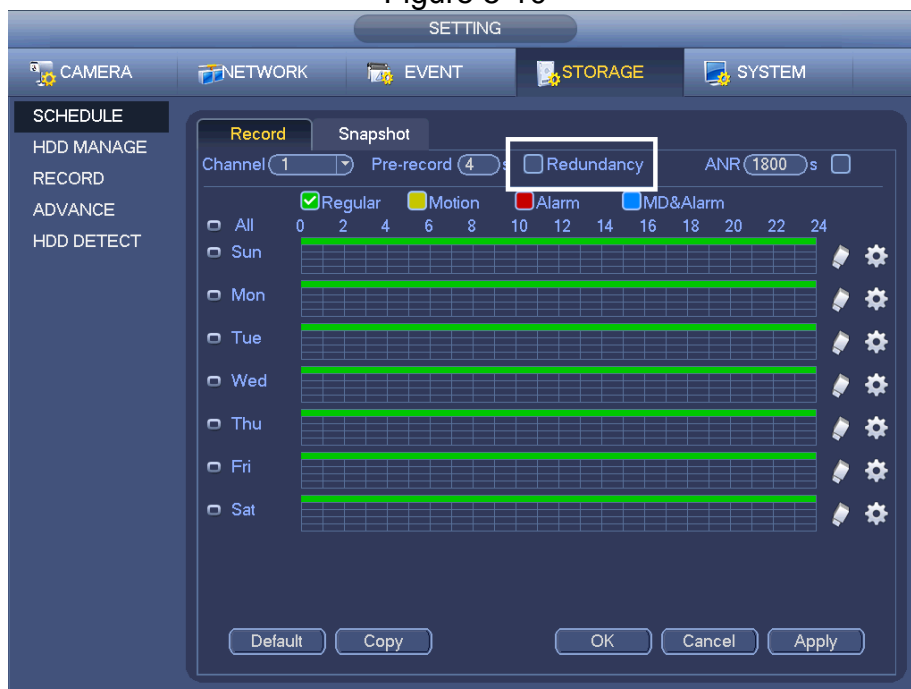 SETTING
CAMERA NETWORK EVENT STORAGE SYSTEM
SCHEDULE
HDD MANAGE
RECORD
ADVANCE
HDD DETECT
Record Snapshot
Channel 1 Pre-record 4 s Redundancy ANR 1800 s
Regular Motion Alarm MD&Alarm
All 0 2 4 6 8 10 12 14 16 18 20 22 24
Sun
Mon
Tue
Wed
Thu
Fri
Sat
Default Copy OK Cancel Apply